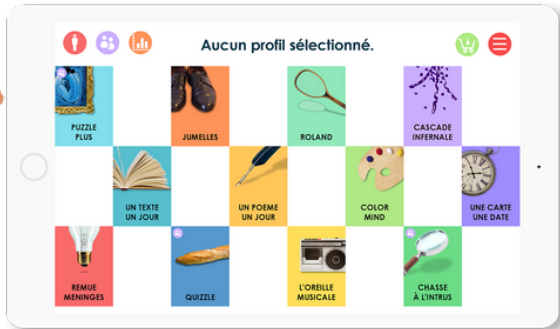 Aucun profil sélectionné.
PUZZLE
PLUS
JUMELLES
ROLAND
CASCADE
INFERNALE
UN TEXTE
UN JOUR
UN POEME
UN JOUR
COLOR
MIND
UNE CARTE
UNE DATE
REMUE
MENINGES
QUIZZLE
L'OREILLE
MUSICALE
CHASSE
À L'INTRUS